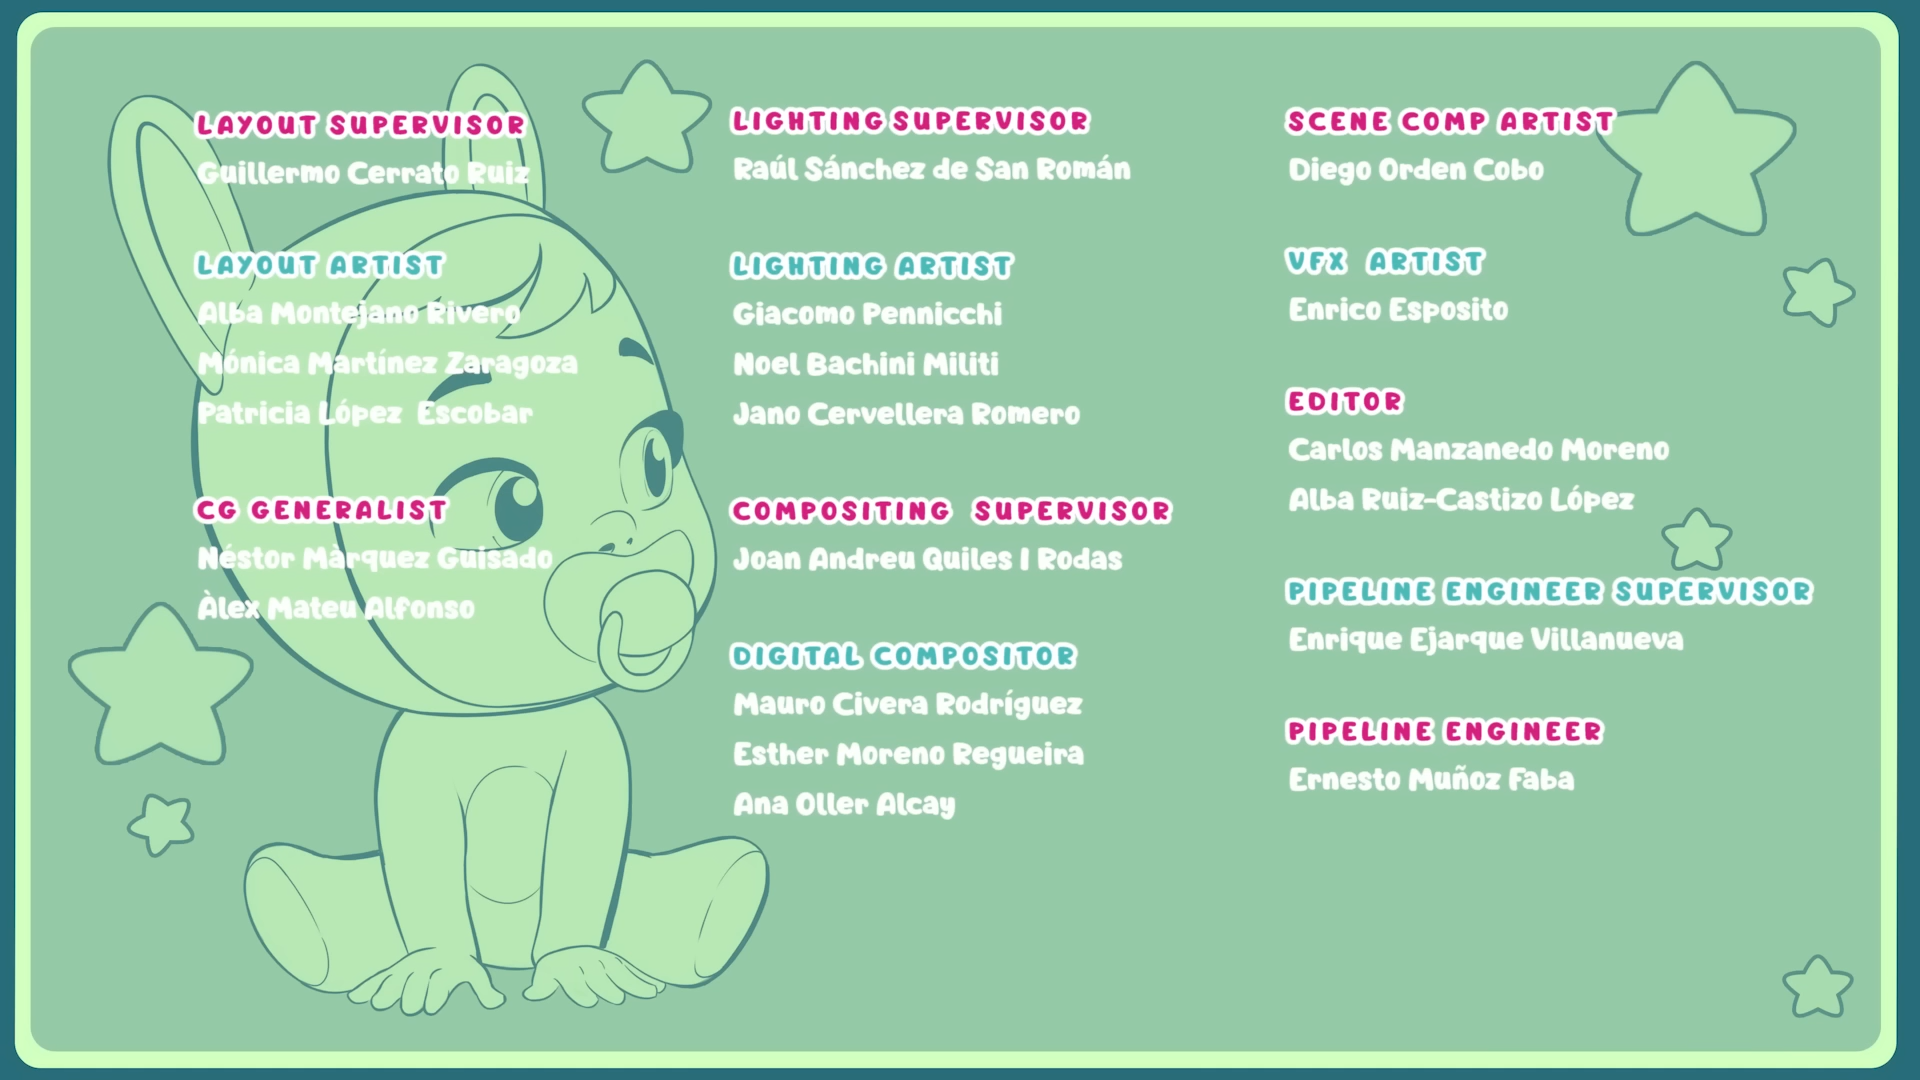 LAYOUT SUPERVISOR
Guillermo Cerrato Ruiz
LAYOUT ARTIST
Alba Montejano Rivero
Mónica Martínez Zaragoza
Patricia López Escobar
CG GENERALIST
Néstor Màrquez Guisado
Àlex Mateu Alfonso
LIGHTING SUPERVISOR
Raúl Sánchez de San Román
LIGHTING ARTIST
Giacomo Pennicchi
Noel Bachini Militi
Jano Cervellera Romero
COMPOSITING SUPERVISOR
Joan Andreu Quiles I Rodas
DIGITAL COMPOSITOR
Mauro Civera Rodríguez
Esther Moreno Regueira
Ana Oller Alcay
SCENE COMP ARTIST
Diego Orden Cobo
VFX ARTIST
Enrico Esposito
EDITOR
Carlos Manzanedo Moreno
Alba Ruiz-Castizo López
PIPELINE ENGINEER SUPERVISOR
Enrique Ejarque Villanueva
PIPELINE ENGINEER
Ernesto Muñoz Faba